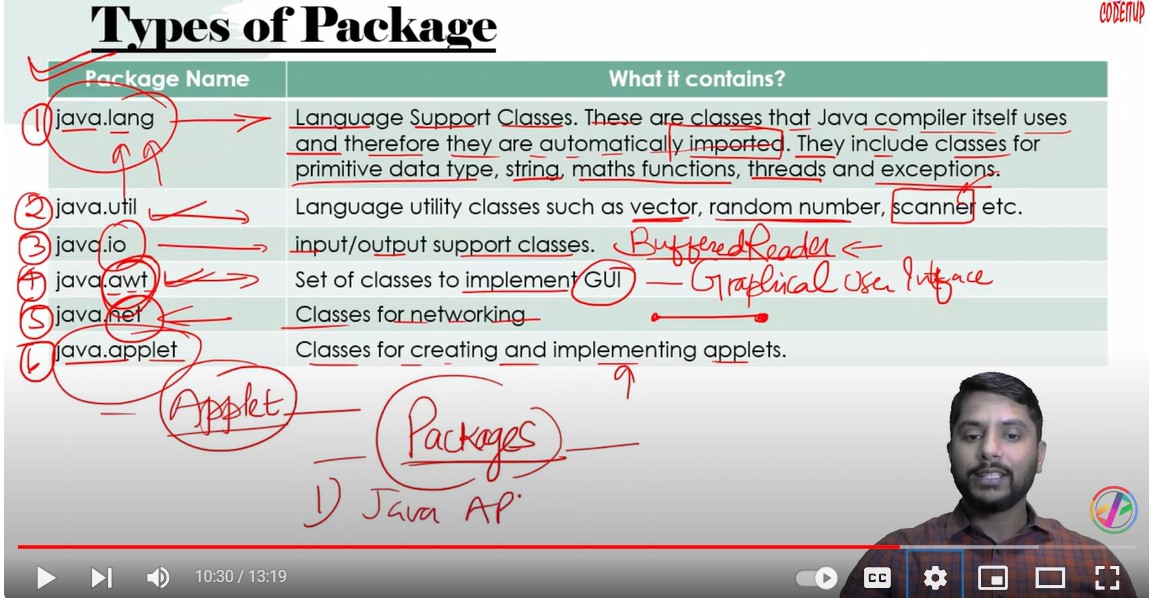 CODEITUP
Types of Package
Package Name What it contains?
1 java.lang Language Support Classes. These are classes that Java compiler itself uses
and therefore they are automatically imported. They include classes for
primitive data type, string, maths functions, threads and exceptions.
2 java.util Language utility classes such as vector, random number, scanner etc.
3 java.io input/output support classes. BufferedReader
4 java.awt Set of classes to implement GUI — Graphical User Interface
5 java.net Classes for networking
6 java.applet Classes for creating and implementing applets.
Applet
Packages
1) Java AP
10:30 / 13:19
CC